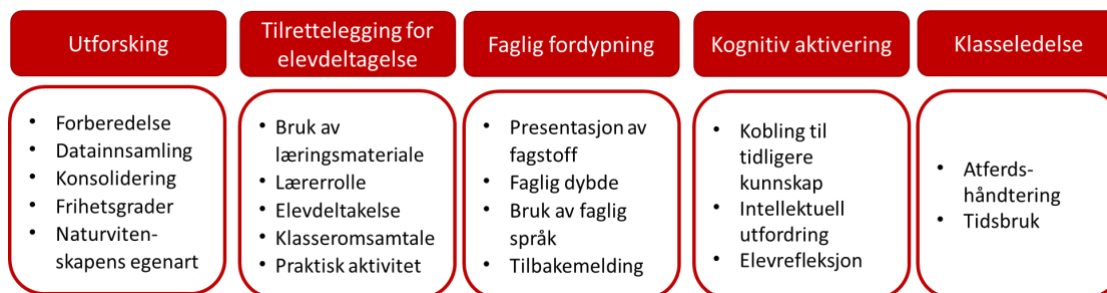 Utforsking
• Forberedelse
• Datainnsamling
• Konsolidering
• Frihetsgrader
• Naturviten-
skapens egenart
Tilrettelegging for
elevdeltagelse
• Bruk av
læringsmateriale
• Lærerrolle
• Elevdeltakelse
• Klasseromsamtale
• Praktisk aktivitet
Faglig fordypning
• Presentasjon av
fagstoff
• Faglig dybde
• Bruk av faglig
språk
• Tilbakemelding
Kognitiv aktivering
• Kobling til
tidligere
kunnskap
• Intellektuell
utfordring
• Elevrefleksjon
Klasseledelse
• Atferds-
håndtering
• Tidsbruk